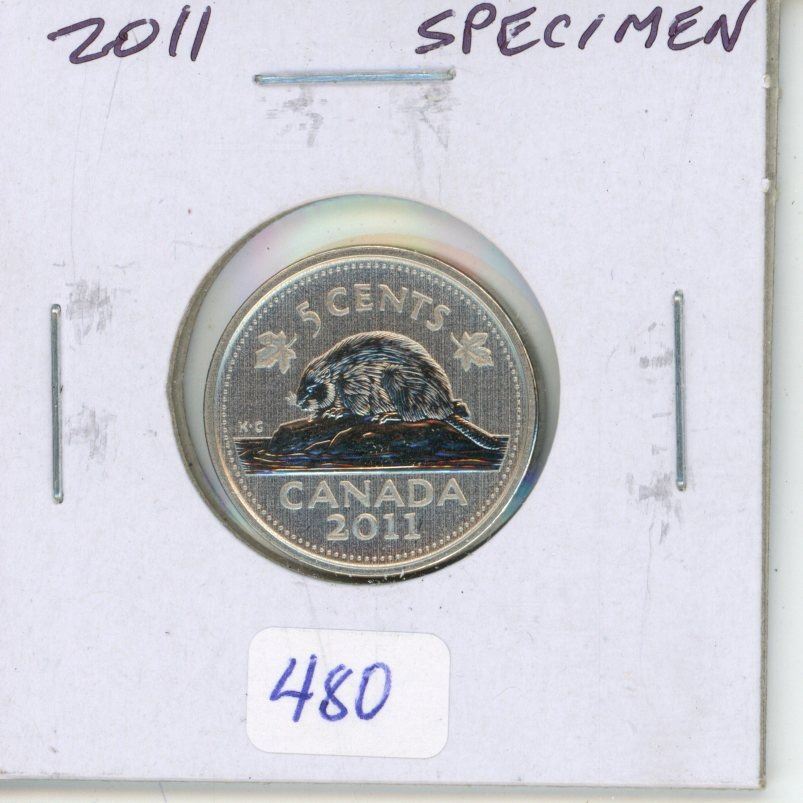 2011 SPECIMEN
5 CENTS
K·G
CANADA
2011
480